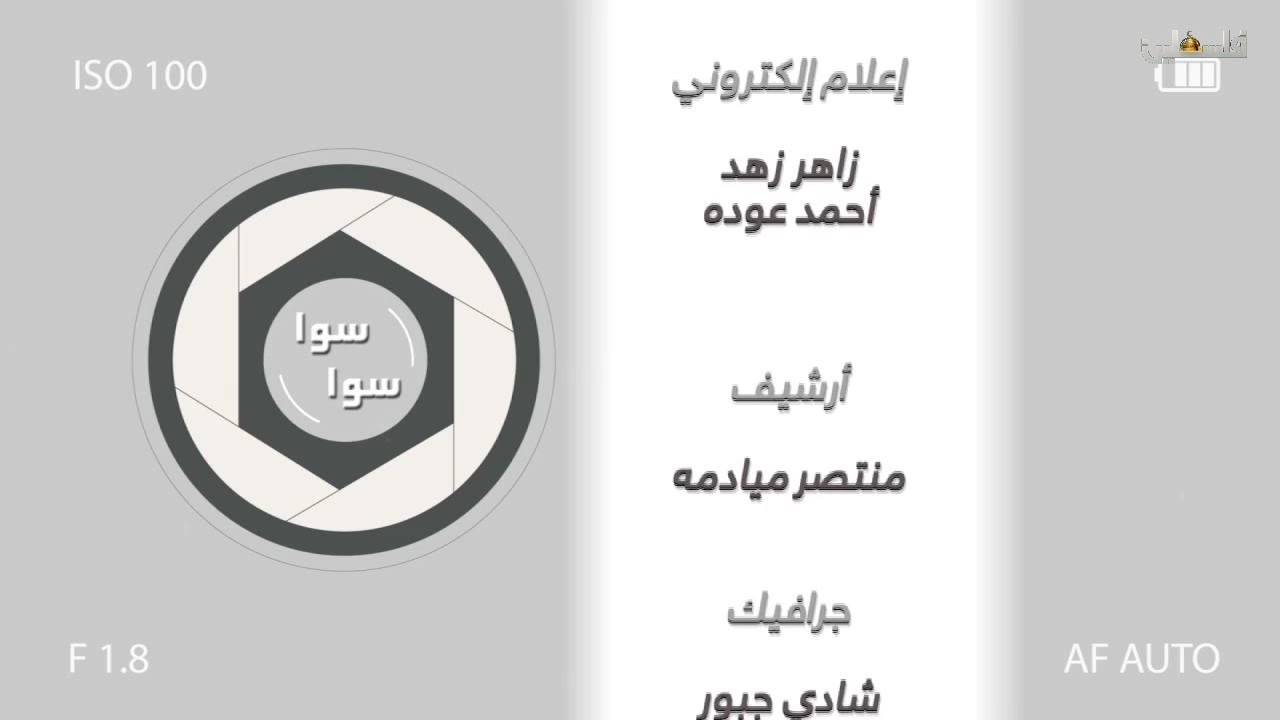 ISO 100
فلسطين
إعلام إلكتروني
زاهر زهد
أحمد عوده
سوا
سوا
أرشيف
منتصر ميادمه
جرافيك
شادي جبور
F 1.8
AF AUTO